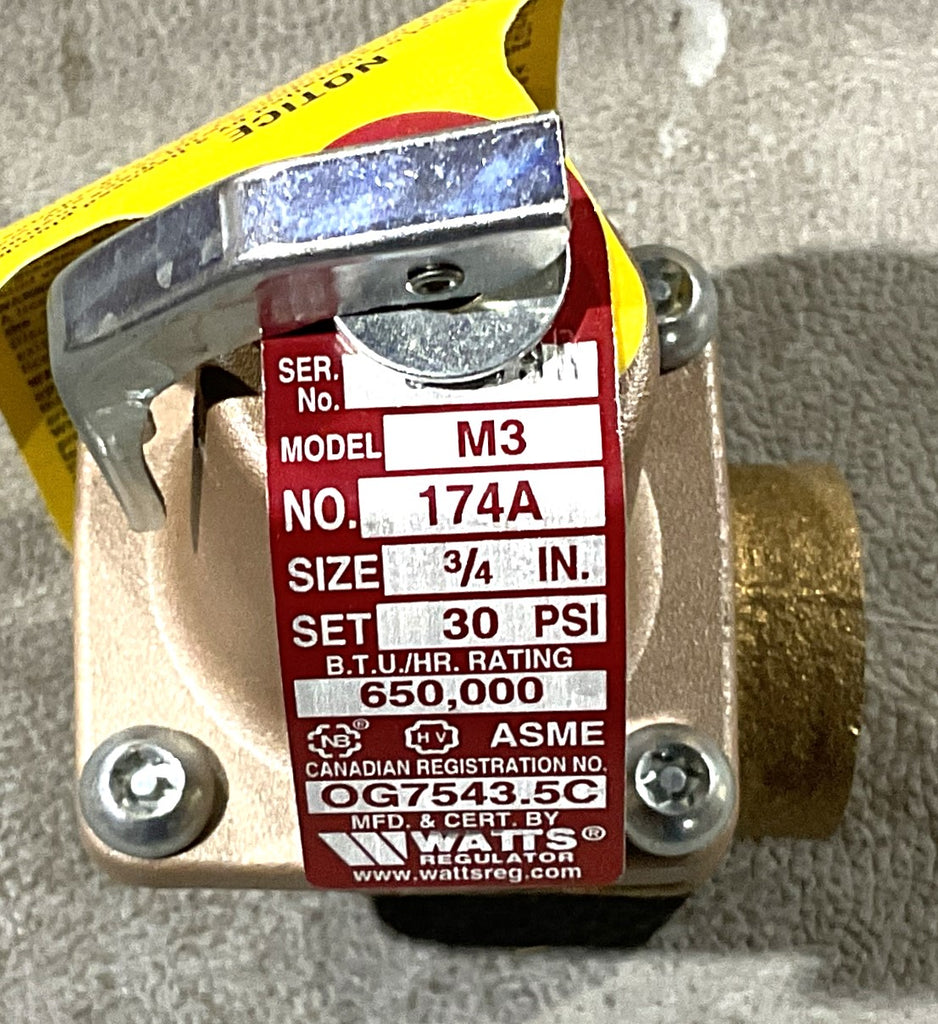 NOTICE
SER.
No.
MODEL M3
NO. 174A
SIZE 3/4 IN.
SET 30 PSI
B.T.U./HR. RATING
650,000
NB® HV ASME
CANADIAN REGISTRATION NO.
OG7543.5C
MFD. & CERT. BY
WATTS®
REGULATOR
www.wattsreg.com